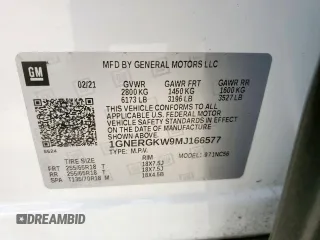 GM
MFD BY GENERAL MOTORS LLC
02/21
GVWR GAWR FRT GAWR RR
2800 KG 1450 KG 1600 KG
6173 LB 3196 LB 3527 LB
THIS VEHICLE CONFORMS TO ALL
APPLICABLE U.S. FEDERAL MOTOR
VEHICLE SAFETY AND THEFT PREVENTION
STANDARDS IN EFFECT ON THE DATE OF
MANUFACTURE SHOWN ABOVE.
1GNERGKW9MJ166577
TYPE: M.P.V.
TIRE SIZE RIM
FRT 255/65R18 T 18X7.5J
RR 255/65R18 T 18X7.5J
SPA T135/70R18 M 18X4.5B